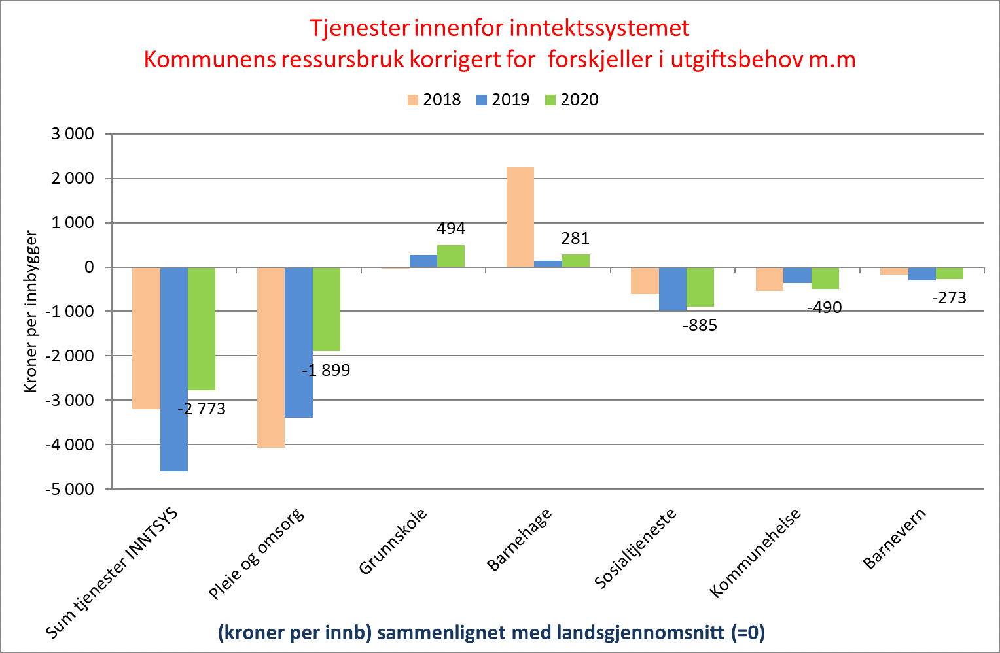 Tjenester innenfor inntektssystemet
Kommunens ressursbruk korrigert for  forskjeller i utgiftsbehov m.m
2018 2019 2020
Kroner per innbygger
3 000
2 000
1 000
0
-1 000
-2 000
-3 000
-4 000
-5 000
-2 773
-1 899
494
281
-885
-490
-273
Sum tjenester INNTSYS
Pleie og omsorg
Grunnskole
Barnehage
Sosialtjeneste
Kommunehelse
Barnevern
(kroner per innb) sammenlignet med landsgjennomsnitt (=0)